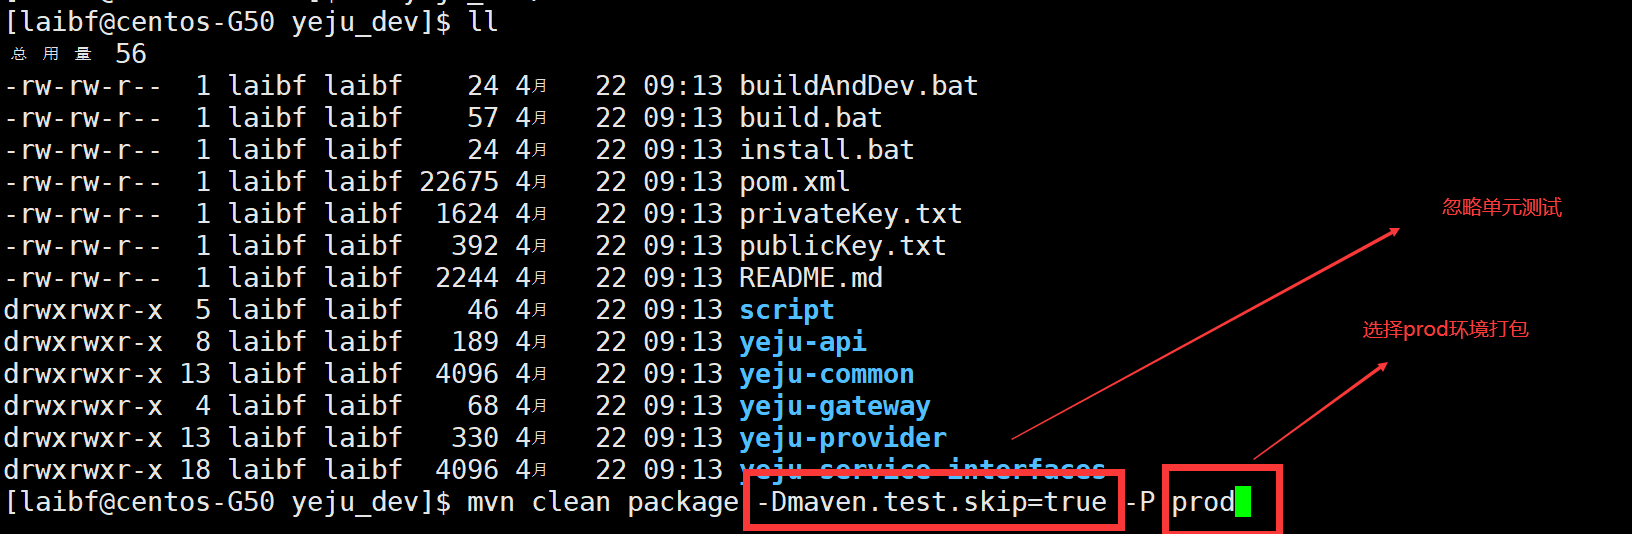 [laibf@centos-G50 yeju_dev]$ ll
总用量 56
-rw-rw-r-- 1 laibf laibf 24 4月 22 09:13 buildAndDev.bat
-rw-rw-r-- 1 laibf laibf 57 4月 22 09:13 build.bat
-rw-rw-r-- 1 laibf laibf 24 4月 22 09:13 install.bat
-rw-rw-r-- 1 laibf laibf 22675 4月 22 09:13 pom.xml
-rw-rw-r-- 1 laibf laibf 1624 4月 22 09:13 privateKey.txt
忽略单元测试
-rw-rw-r-- 1 laibf laibf 392 4月 22 09:13 publicKey.txt
-rw-rw-r-- 1 laibf laibf 2244 4月 22 09:13 README.md
drwxrwxr-x 5 laibf laibf 46 4月 22 09:13 script
选择prod环境打包
drwxrwxr-x 8 laibf laibf 189 4月 22 09:13 yeju-api
drwxrwxr-x 13 laibf laibf 4096 4月 22 09:13 yeju-common
drwxrwxr-x 4 laibf laibf 68 4月 22 09:13 yeju-gateway
drwxrwxr-x 13 laibf laibf 330 4月 22 09:13 yeju-provider
drwxrwxr-x 18 laibf laibf 4096 4月 22 09:13 yeju-service-interfaces
[laibf@centos-G50 yeju_dev]$ mvn clean package -Dmaven.test.skip=true -P prod